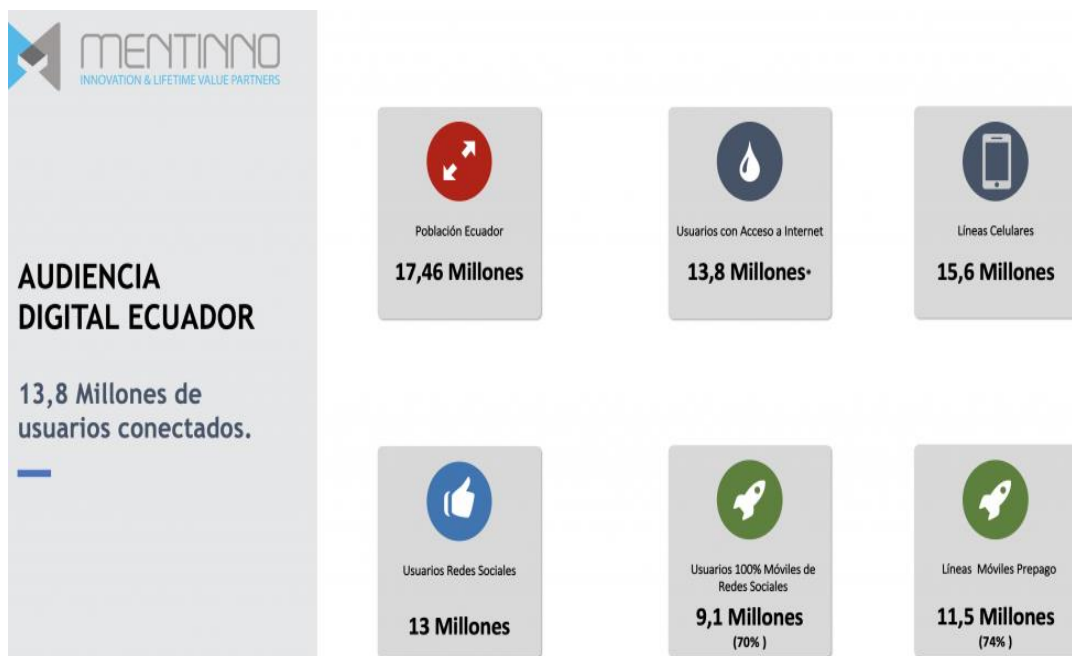 MENTINNO
INNOVATION & LIFETIME VALUE PARTNERS
AUDIENCIA
DIGITAL ECUADOR
13,8 Millones de
usuarios conectados.
Población Ecuador
17,46 Millones
Usuarios con Acceso a Internet
13,8 Millones*
Líneas Celulares
15,6 Millones
Usuarios Redes Sociales
13 Millones
Usuarios 100% Móviles de
Redes Sociales
9,1 Millones
(70% )
Líneas Móviles Prepago
11,5 Millones
(74% )